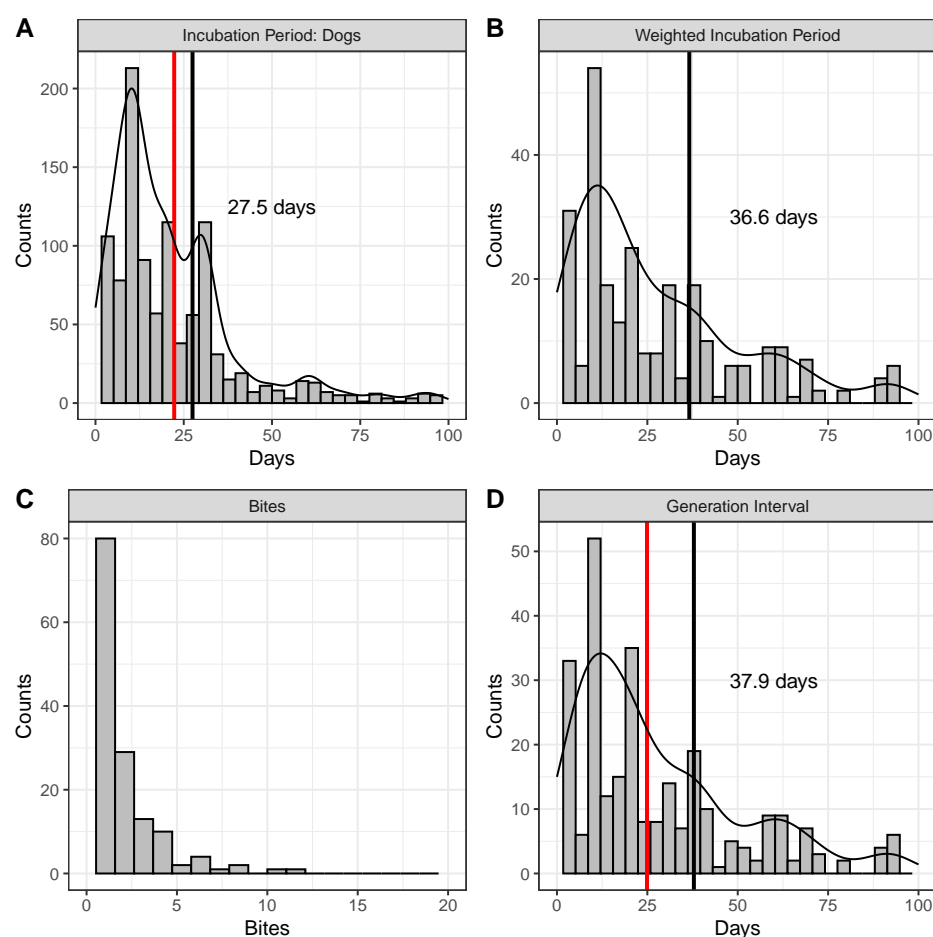 A
Incubation Period: Dogs
200
150
100
50
0
Counts
27.5 days
0 25 50 75 100
Days
B
Weighted Incubation Period
40
20
0
Counts
36.6 days
0 25 50 75 100
Days
C
Bites
80
60
40
20
0
Counts
0 5 10 15 20
Bites
D
Generation Interval
50
40
30
20
10
0
Counts
37.9 days
0 25 50 75 100
Days